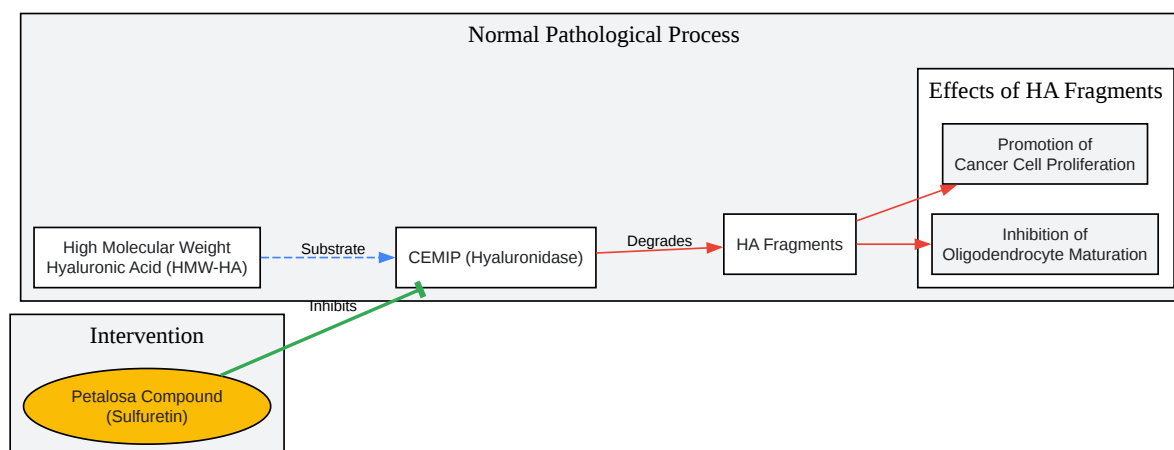 Normal Pathological Process
Effects of HA Fragments
Promotion of
Cancer Cell Proliferation
High Molecular Weight
Hyaluronic Acid (HMW-HA)
Substrate
CEMIP (Hyaluronidase)
Degrades
HA Fragments
Inhibition of
Oligodendrocyte Maturation
Inhibits
Intervention
Petalosa Compound
(Sulfuretin)